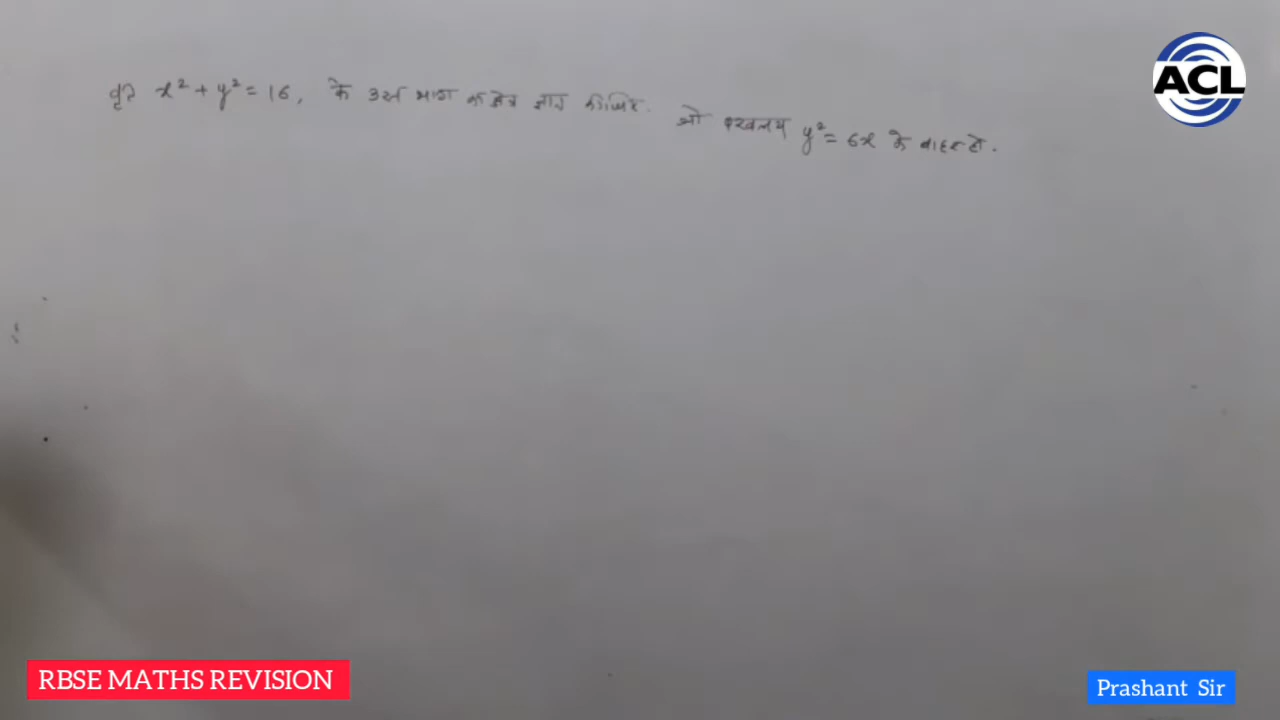 वृत्त x² + y² = 16, के उस भाग का क्षेत्र ज्ञात कीजिए. जो परवलय y² = 6x के बाहर हो.
ACL
RBSE MATHS REVISION
Prashant Sir